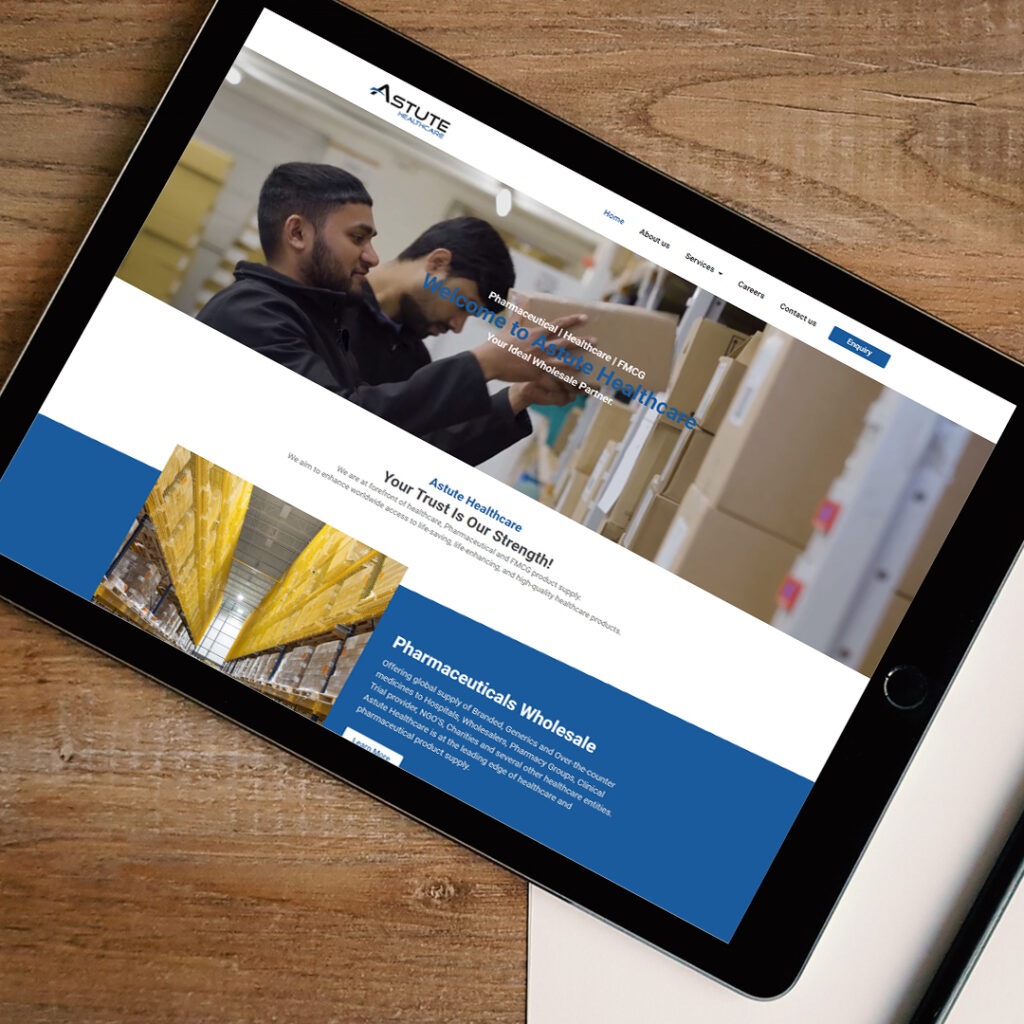 ASTUTE
HEALTHCARE
Home
About us
Services
Careers
Contact us
Enquiry
Pharmaceutical | Healthcare | FMCG
Welcome to Astute Healthcare
Your Ideal Wholesale Partner.
Astute Healthcare
Your Trust Is Our Strength!
We are at forefront of healthcare, Pharmaceutical and FMCG product supply.
We aim to enhance worldwide access to life-saving, life-enhancing, and high-quality healthcare products.
Pharmaceuticals Wholesale
Offering global supply of Branded, Generics and Over-the-counter
medicines to Hospitals, Wholesalers, Pharmacy Groups, Clinical
Trial provider, NGO'S, Charities and several other healthcare entities.
Astute Healthcare is at the leading edge of healthcare and
pharmaceutical product supply.
Learn More